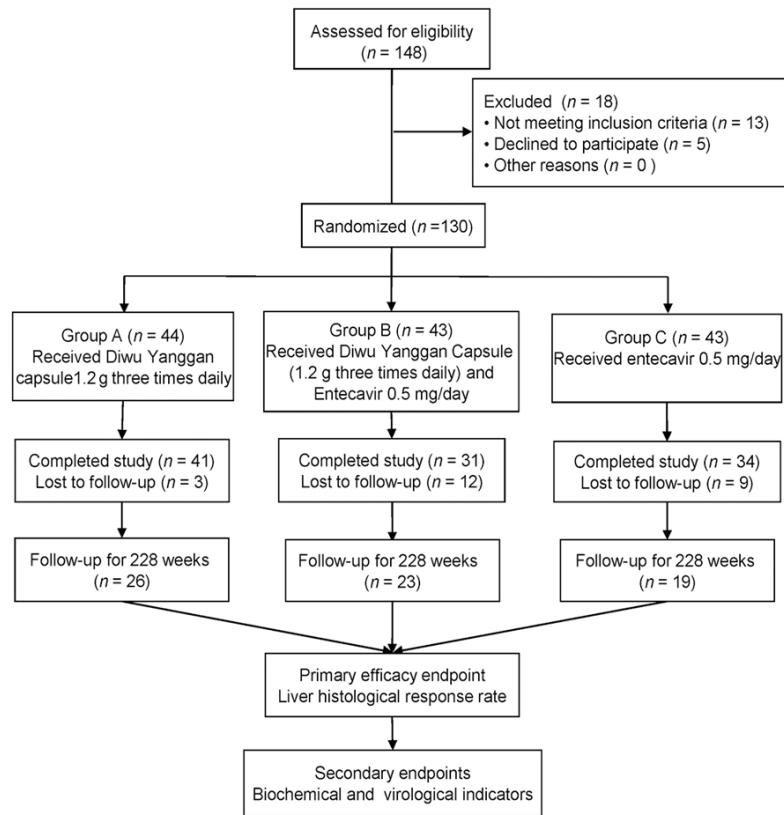 Assessed for eligibility
(n = 148)
Excluded (n = 18)
• Not meeting inclusion criteria (n = 13)
• Declined to participate (n = 5)
• Other reasons (n = 0 )
Randomized (n =130)
Group A (n = 44)
Received Diwu Yanggan
capsule1.2 g three times daily
Group B (n = 43)
Received Diwu Yanggan Capsule
(1.2 g three times daily) and
Entecavir 0.5 mg/day
Group C (n = 43)
Received entecavir 0.5 mg/day
Completed study (n = 41)
Lost to follow-up (n = 3)
Completed study (n = 31)
Lost to follow-up (n = 12)
Completed study (n = 34)
Lost to follow-up (n = 9)
Follow-up for 228 weeks
(n = 26)
Follow-up for 228 weeks
(n = 23)
Follow-up for 228 weeks
(n = 19)
Primary efficacy endpoint
Liver histological response rate
Secondary endpoints
Biochemical and virological indicators